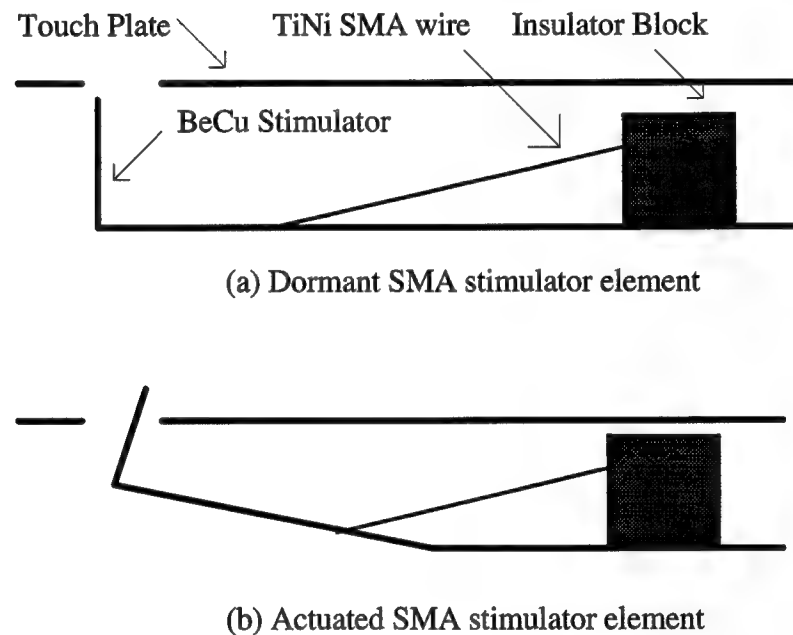 Touch Plate
TiNi SMA wire
Insulator Block
BeCu Stimulator
(a) Dormant SMA stimulator element
(b) Actuated SMA stimulator element